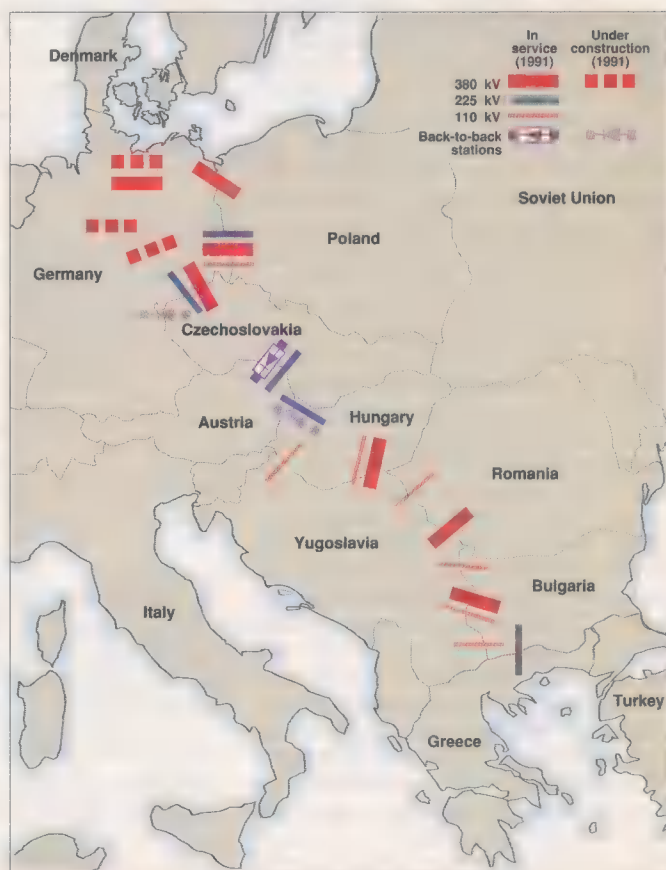 In
service
(1991)
Under
construction
(1991)
380 kV
225 kV
110 kV
Back-to-back
stations
Denmark
Soviet Union
Poland
Germany
Czechoslovakia
Austria
Hungary
Romania
Yugoslavia
Bulgaria
Italy
Turkey
Greece